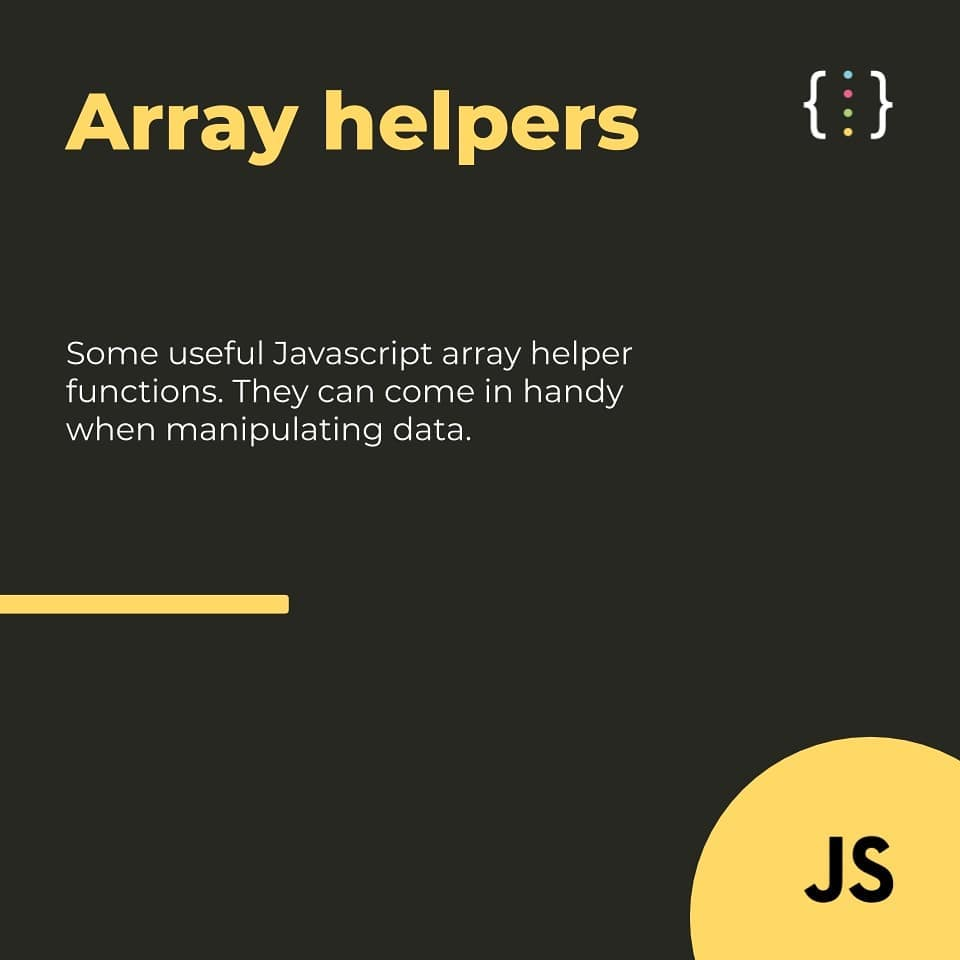 Array helpers
Some useful Javascript array helper
functions. They can come in handy
when manipulating data.
JS